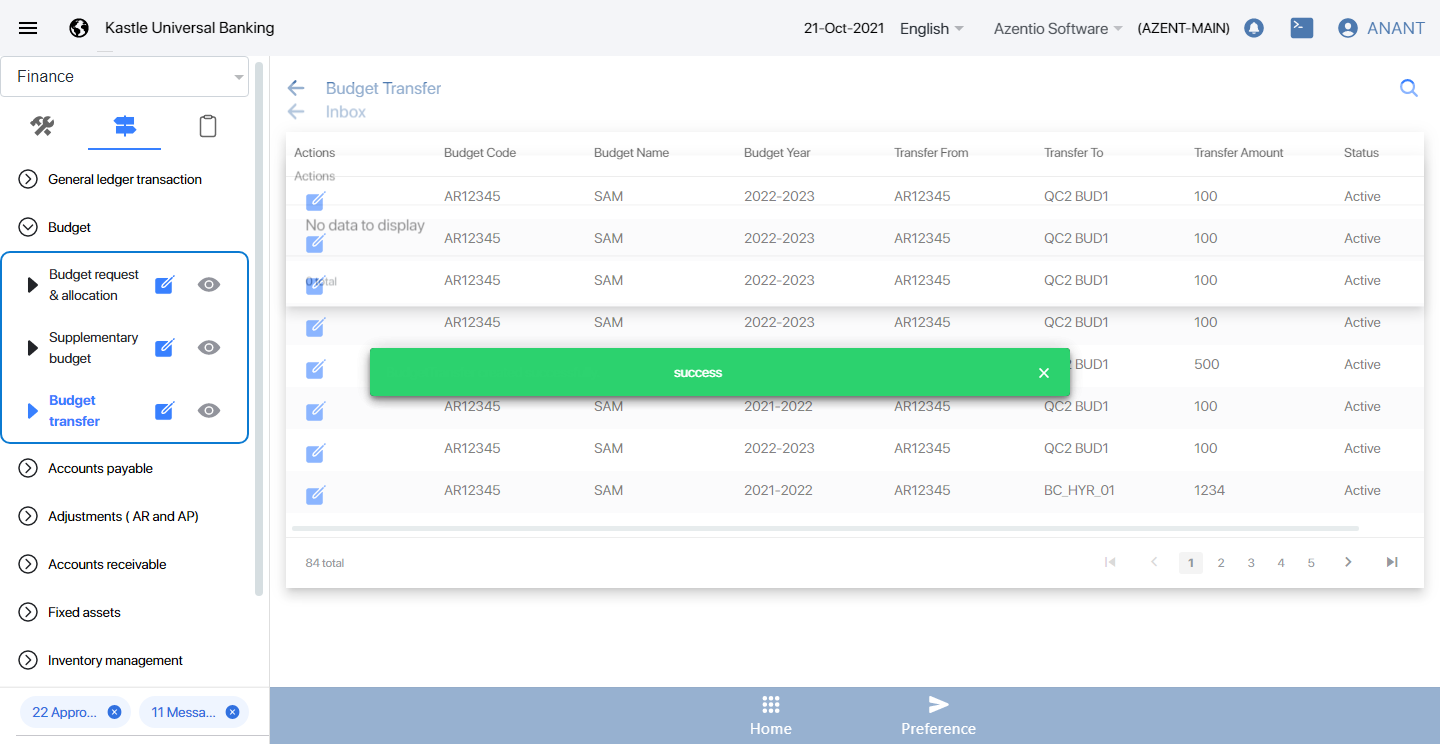 Kastle Universal Banking
21-Oct-2021 English Azentio Software (AZENT-MAIN) ANANT
Finance
General ledger transaction
Budget
Budget request
& allocation
Supplementary
budget
Budget
transfer
Accounts payable
Adjustments ( AR and AP)
Accounts receivable
Fixed assets
Inventory management
22 Appro... 11 Messa...
Budget Transfer
Inbox
Actions Budget Code Budget Name Budget Year Transfer From Transfer To Transfer Amount Status
Actions
AR12345 SAM 2022-2023 AR12345 QC2 BUD1 100 Active
No data to display
AR12345 SAM 2022-2023 AR12345 QC2 BUD1 100 Active
0 total
AR12345 SAM 2022-2023 AR12345 QC2 BUD1 100 Active
AR12345 SAM 2022-2023 AR12345 QC2 BUD1 100 Active
BUD1 500 Active
success
AR12345 SAM 2021-2022 AR12345 QC2 BUD1 100 Active
AR12345 SAM 2022-2023 AR12345 QC2 BUD1 100 Active
AR12345 SAM 2021-2022 AR12345 BC_HYR_01 1234 Active
84 total 1 2 3 4 5
Home Preference